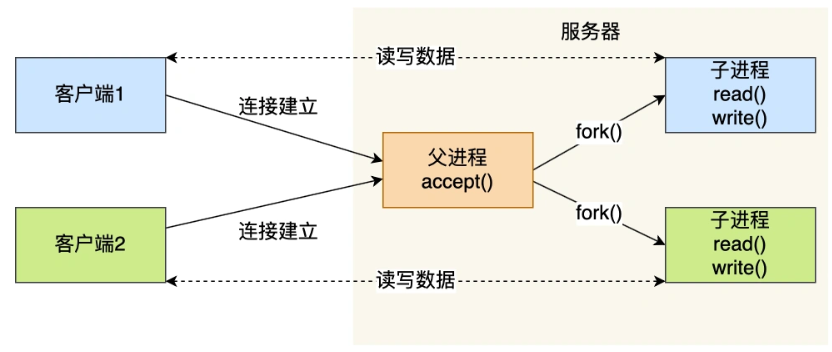 服务器
读写数据
客户端1
子进程
read()
write()
连接建立
fork()
父进程
accept()
客户端2
连接建立
fork()
子进程
read()
write()
读写数据